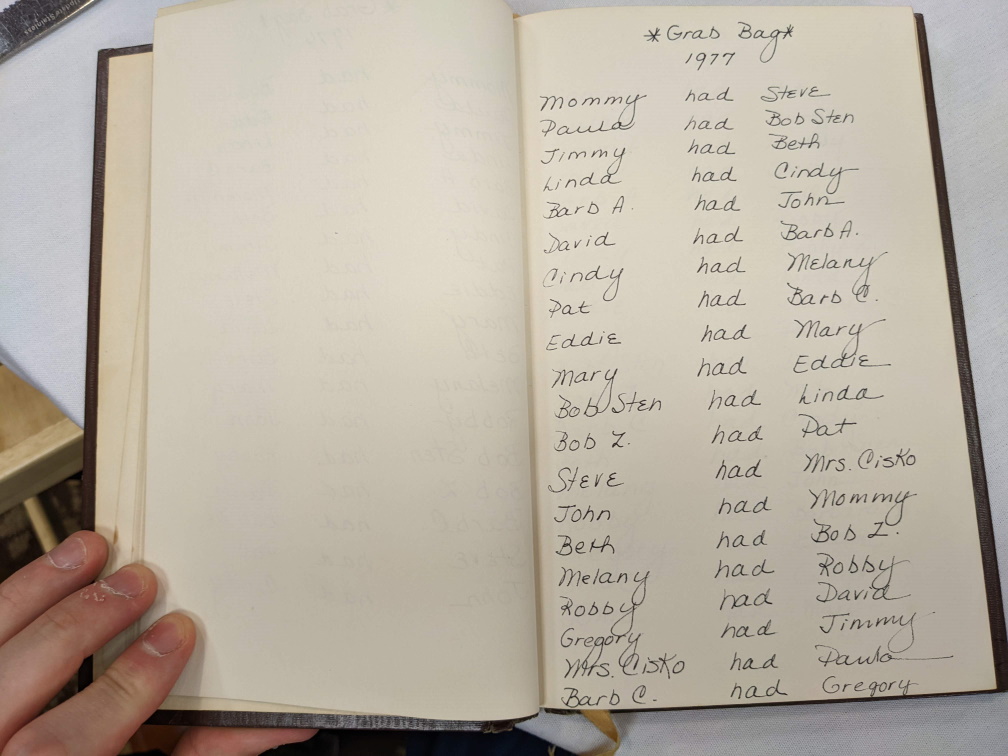 *Grab Bag*
1977
Mommy had Steve
Paula had Bob Sten
Jimmy had Beth
Linda had Cindy
Barb A. had John
David had Barb A.
Cindy had Melany
Pat had Barb C.
Eddie had Mary
Mary had Eddie
Bob Sten had Linda
Bob Z. had Pat
Steve had Mrs. Cisko
John had Mommy
Beth had Bob Z.
Melany had Robby
Robby had David
Gregory had Jimmy
Mrs. Cisko had Paula
Barb C. had Gregory